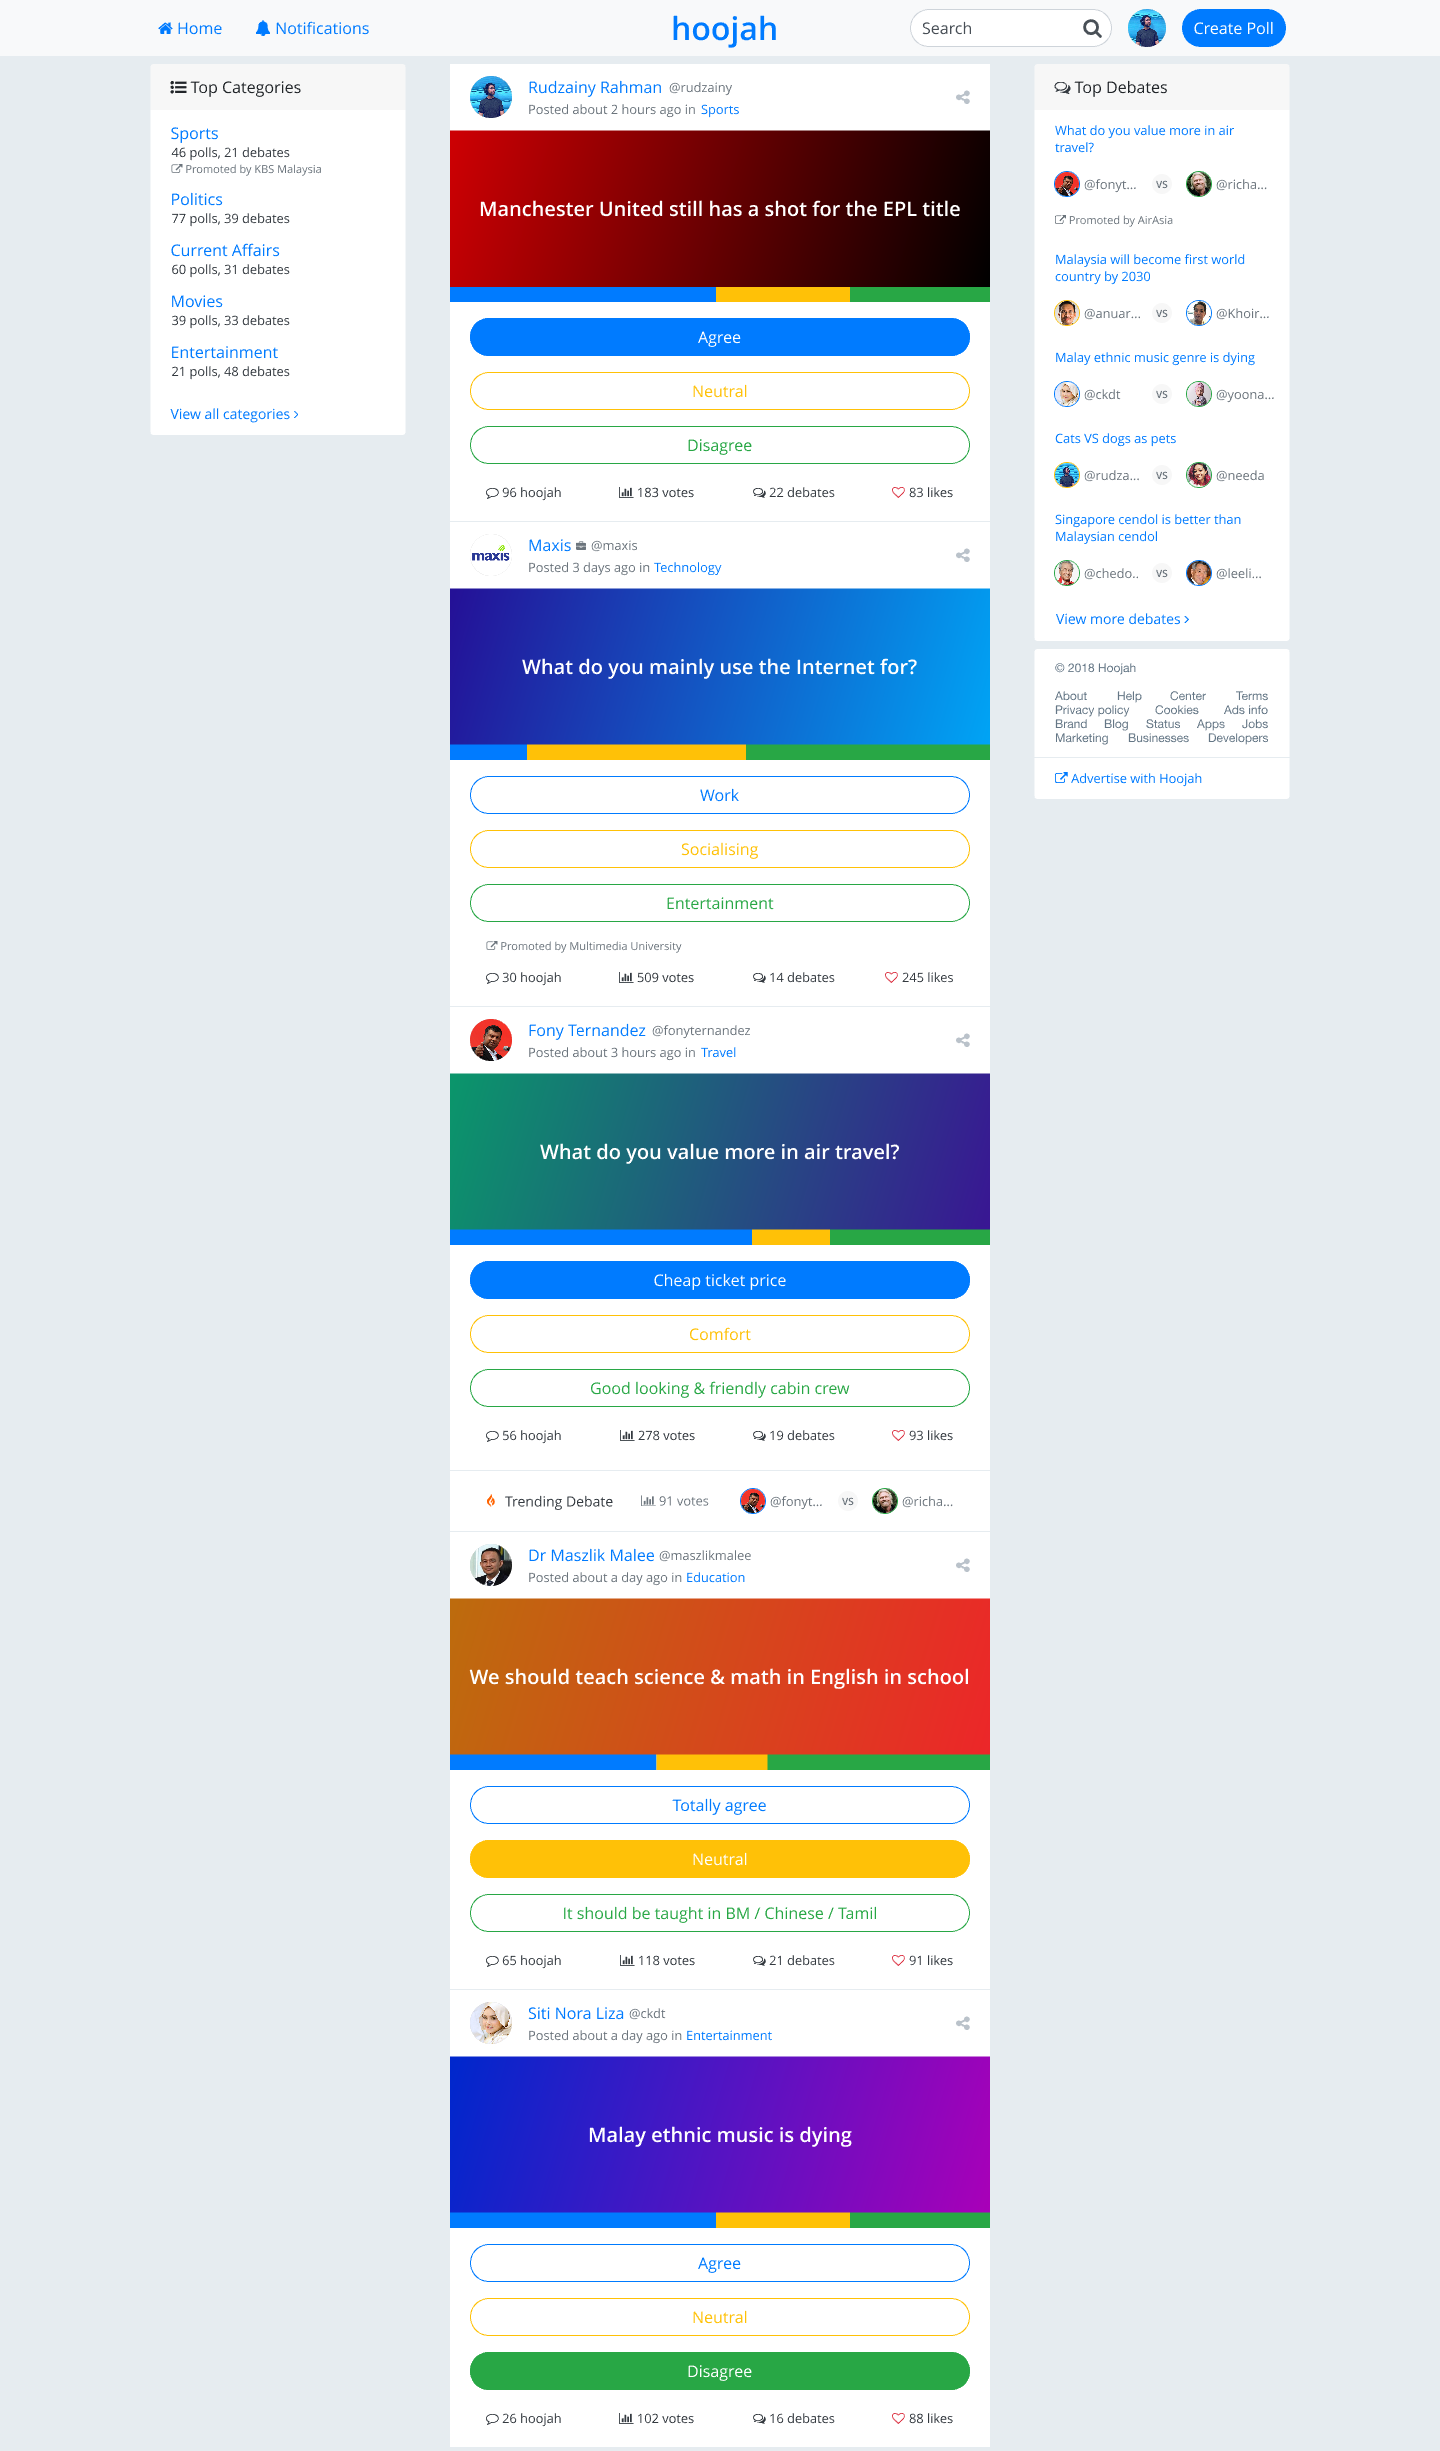 Home
Notifications
hoojah
Search
Create Poll
Top Categories
Sports
46 polls, 21 debates
Promoted by KBS Malaysia
Politics
77 polls, 39 debates
Current Affairs
60 polls, 31 debates
Movies
39 polls, 33 debates
Entertainment
21 polls, 48 debates
View all categories
Rudzainy Rahman @rudzainy
Posted about 2 hours ago in Sports
Manchester United still has a shot for the EPL title
Agree
Neutral
Disagree
96 hoojah 183 votes 22 debates 83 likes
maxis
Maxis @maxis
Posted 3 days ago in Technology
What do you mainly use the Internet for?
Work
Socialising
Entertainment
Promoted by Multimedia University
30 hoojah 509 votes 14 debates 245 likes
Fony Ternandez @fonyternandez
Posted about 3 hours ago in Travel
What do you value more in air travel?
Cheap ticket price
Comfort
Good looking & friendly cabin crew
56 hoojah 278 votes 19 debates 93 likes
Trending Debate 91 votes @fonyt... VS @richa...
Dr Maszlik Malee @maszlikmalee
Posted about a day ago in Education
We should teach science & math in English in school
Totally agree
Neutral
It should be taught in BM / Chinese / Tamil
65 hoojah 118 votes 21 debates 91 likes
Siti Nora Liza @ckdt
Posted about a day ago in Entertainment
Malay ethnic music is dying
Agree
Neutral
Disagree
26 hoojah 102 votes 16 debates 88 likes
Top Debates
What do you value more in air
travel?
@fonyt... VS @richa...
Promoted by AirAsia
Malaysia will become first world
country by 2030
@anuar... VS @Khoir...
Malay ethnic music genre is dying
@ckdt VS @yoona...
Cats VS dogs as pets
@rudza... VS @needa
Singapore cendol is better than
Malaysian cendol
@chedo.. VS @leeli...
View more debates
© 2018 Hoojah
About Help Center Terms
Privacy policy Cookies Ads info
Brand Blog Status Apps Jobs
Marketing Businesses Developers
Advertise with Hoojah